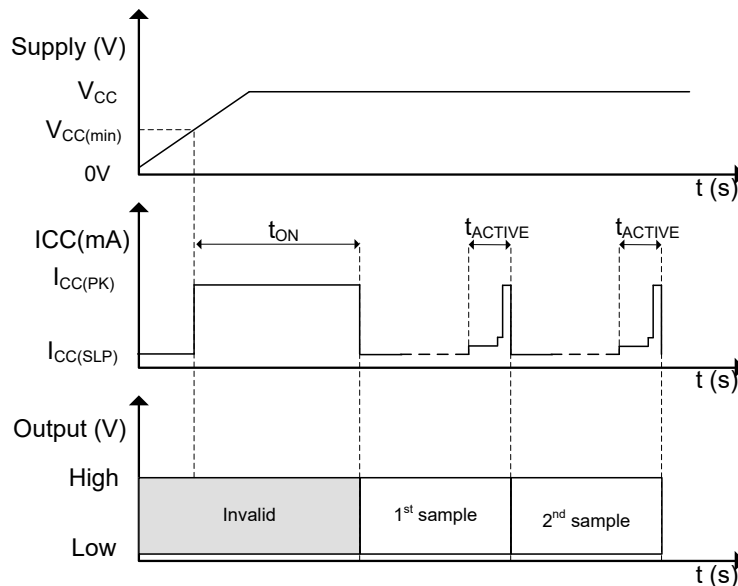 Supply (V)
VCC
VCC(min)
0V
t (s)
ICC(mA)
tON
tACTIVE
tACTIVE
ICC(PK)
ICC(SLP)
t (s)
Output (V)
High
Invalid
1st sample
2nd sample
Low
t (s)